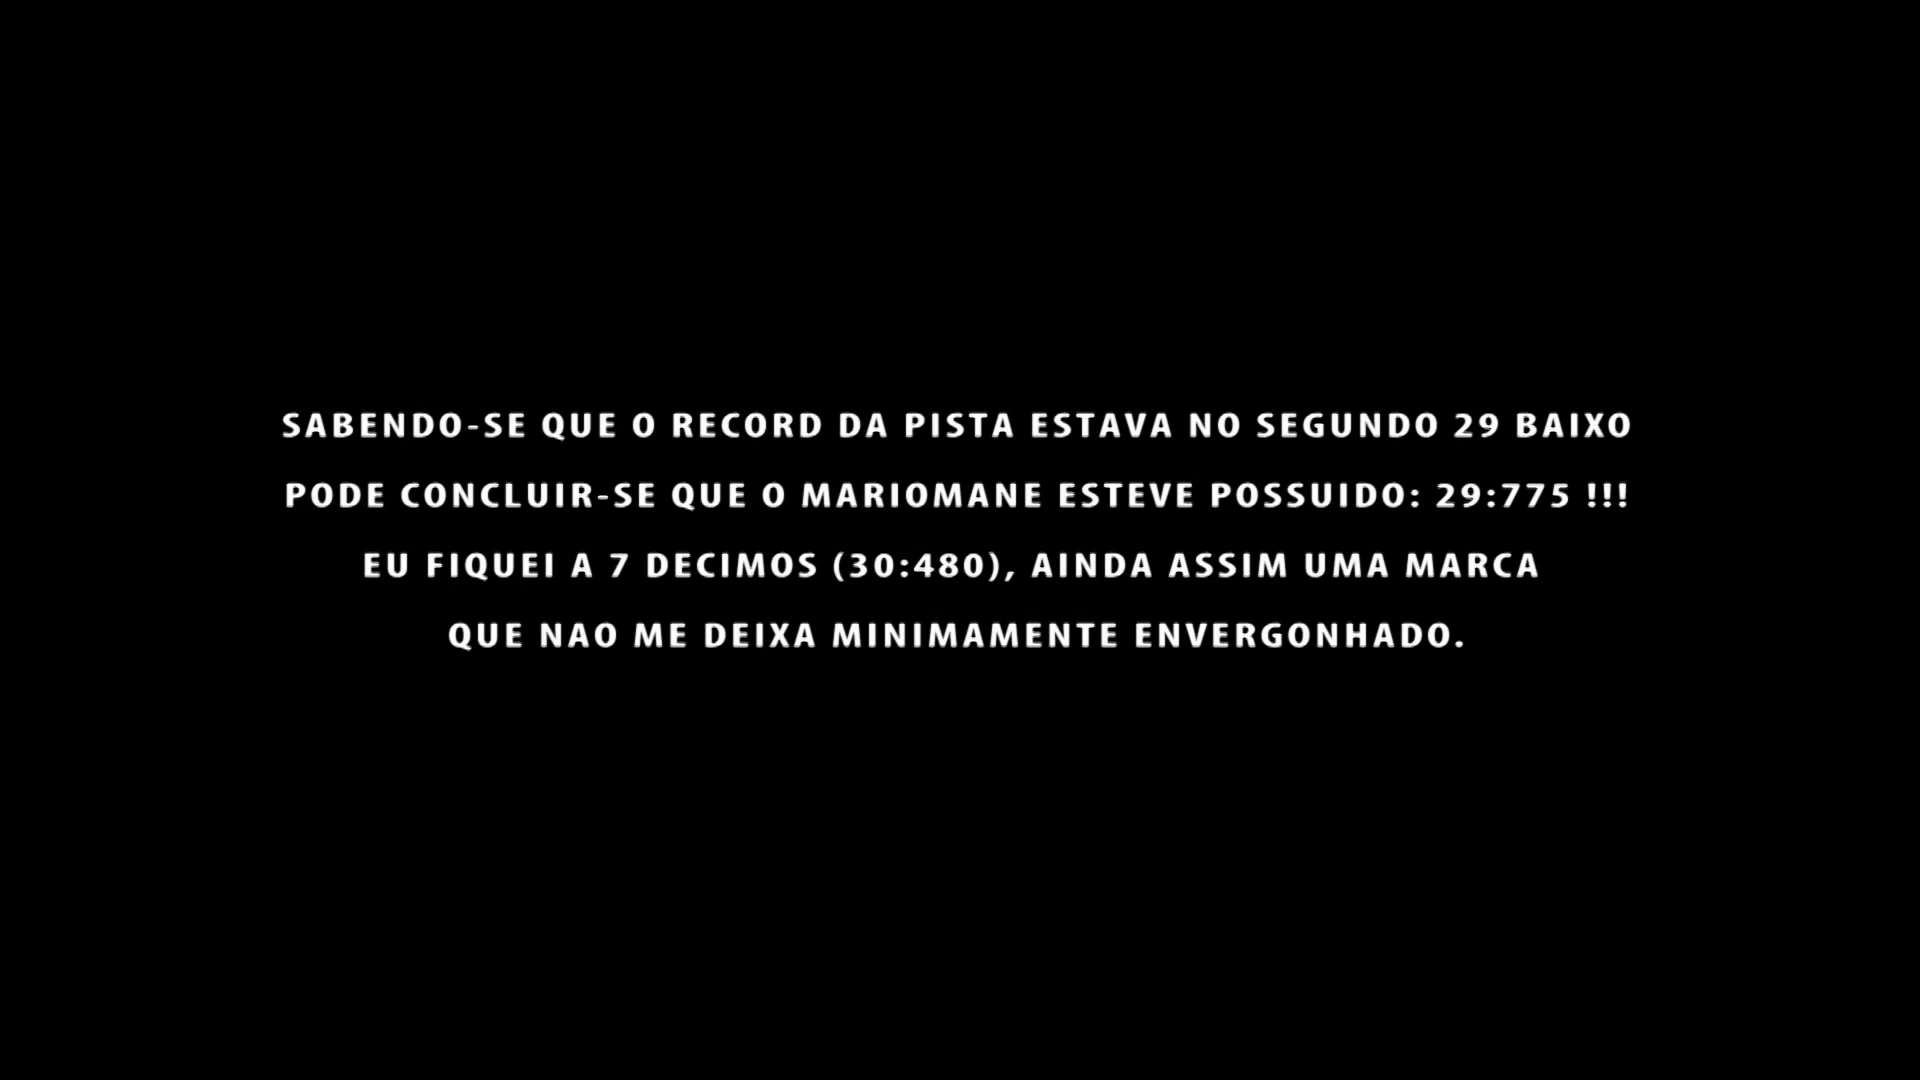 SABENDO-SE QUE O RECORD DA PISTA ESTAVA NO SEGUNDO 29 BAIXO
PODE CONCLUIR-SE QUE O MARIOMANE ESTEVE POSSUIDO: 29:775 !!!
EU FIQUEI A 7 DECIMOS (30:480), AINDA ASSIM UMA MARCA
QUE NAO ME DEIXA MINIMAMENTE ENVERGONHADO.